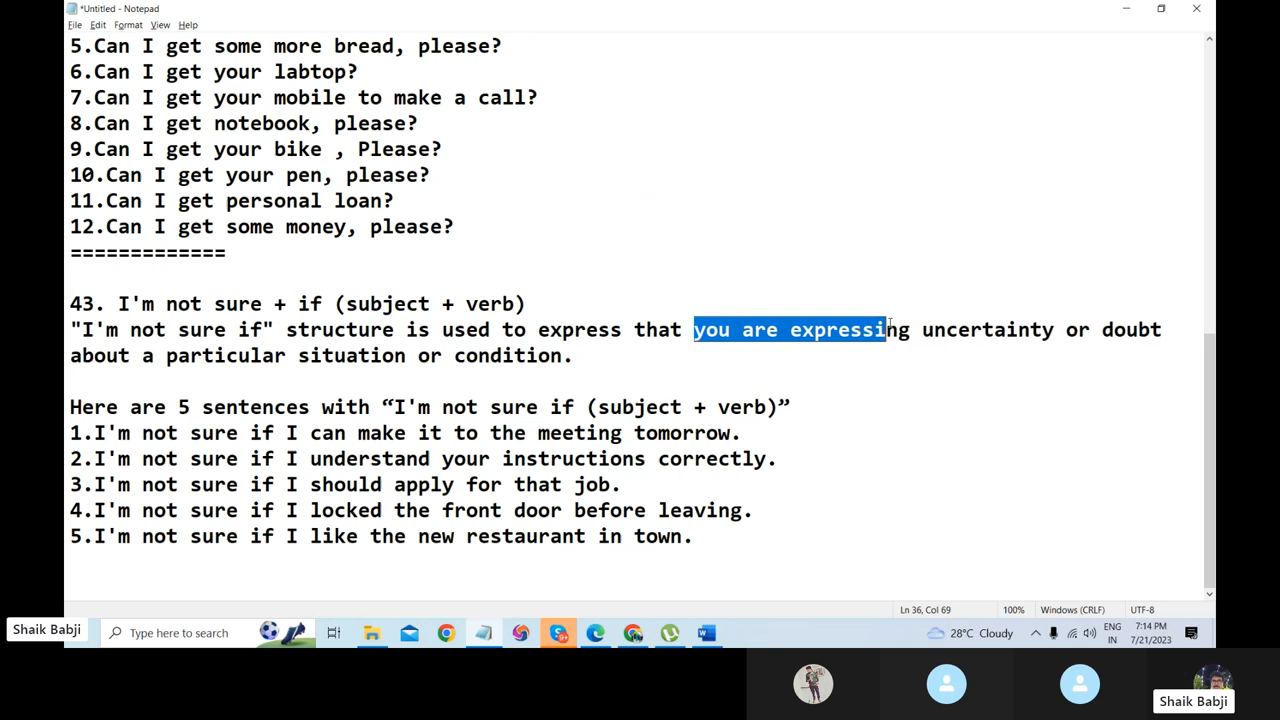 *Untitled - Notepad
File Edit Format View Help
5.Can I get some more bread, please?
6.Can I get your labtop?
7.Can I get your mobile to make a call?
8.Can I get notebook, please?
9.Can I get your bike , Please?
10.Can I get your pen, please?
11.Can I get personal loan?
12.Can I get some money, please?
=============
43. I'm not sure + if (subject + verb)
"I'm not sure if" structure is used to express that you are expressing uncertainty or doubt
about a particular situation or condition.
Here are 5 sentences with “I'm not sure if (subject + verb)”
1.I'm not sure if I can make it to the meeting tomorrow.
2.I'm not sure if I understand your instructions correctly.
3.I'm not sure if I should apply for that job.
4.I'm not sure if I locked the front door before leaving.
5.I'm not sure if I like the new restaurant in town.
Ln 36, Col 69 100% Windows (CRLF) UTF-8
Shaik Babji
Type here to search
28°C Cloudy
ENG
IN
7:14 PM
7/21/2023
Shaik Babji